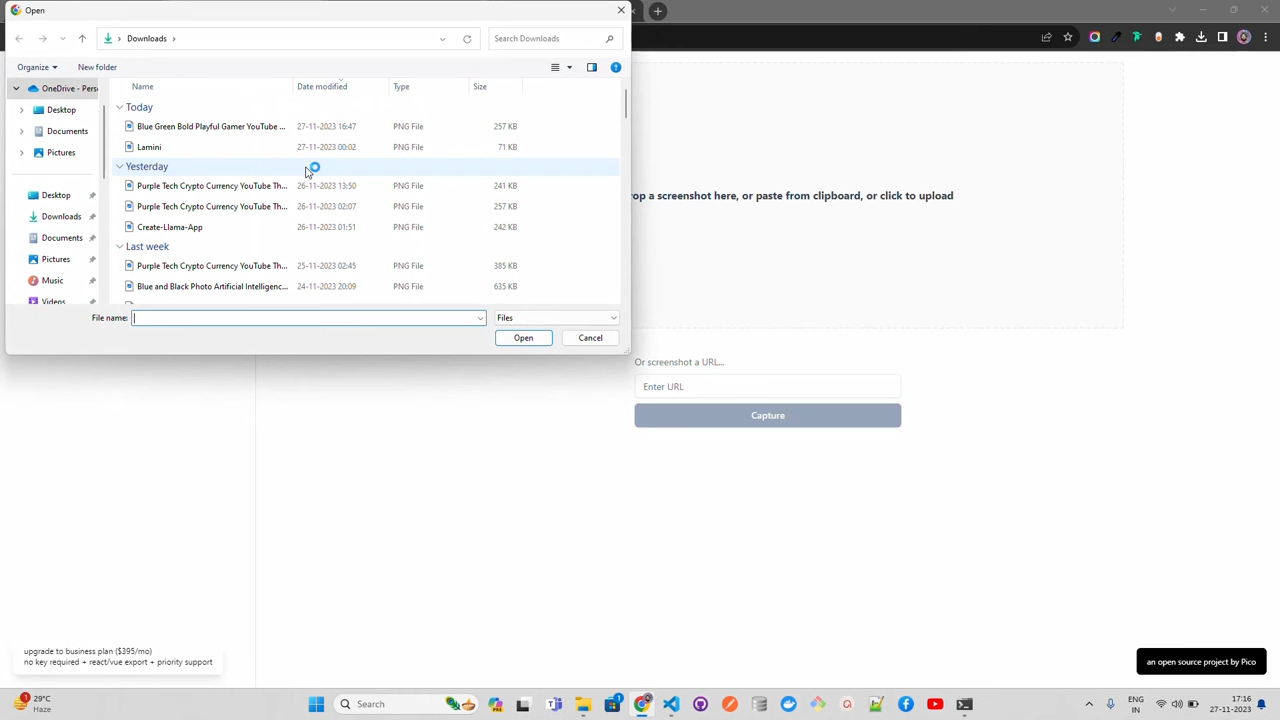 Open
Downloads
Search Downloads
Organize
New folder
OneDrive - Pers
Desktop
Documents
Pictures
Desktop
Downloads
Documents
Pictures
Music
Videos
Name Date modified Type Size
Today
Blue Green Bold Playful Gamer YouTube ... 27-11-2023 16:47 PNG File 257 KB
Lamini 27-11-2023 00:02 PNG File 71 KB
Yesterday
Purple Tech Crypto Currency YouTube Th... 26-11-2023 13:50 PNG File 241 KB
Purple Tech Crypto Currency YouTube Th... 26-11-2023 02:07 PNG File 257 KB
Create-Llama-App 26-11-2023 01:51 PNG File 242 KB
Last week
Purple Tech Crypto Currency YouTube Th... 25-11-2023 02:45 PNG File 385 KB
Blue and Black Photo Artificial Intelligenc... 24-11-2023 20:09 PNG File 635 KB
File name:
Files
Open
Cancel
rop a screenshot here, or paste from clipboard, or click to upload
Or screenshot a URL...
Enter URL
Capture
upgrade to business plan ($395/mo)
no key required + react/vue export + priority support
an open source project by Pico
1
29°C
Haze
Search
1
ENG
IN
17:16
27-11-2023